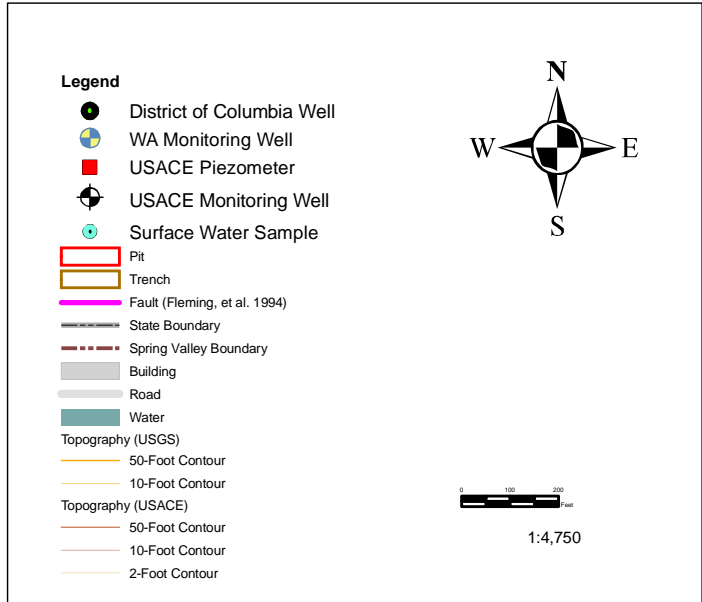 Legend
District of Columbia Well
WA Monitoring Well
USACE Piezometer
USACE Monitoring Well
Surface Water Sample
Pit
Trench
Fault (Fleming, et al. 1994)
State Boundary
Spring Valley Boundary
Building
Road
Water
Topography (USGS)
50-Foot Contour
10-Foot Contour
Topography (USACE)
50-Foot Contour
10-Foot Contour
2-Foot Contour
N
W E
S
0 100 200
Feet
1:4,750